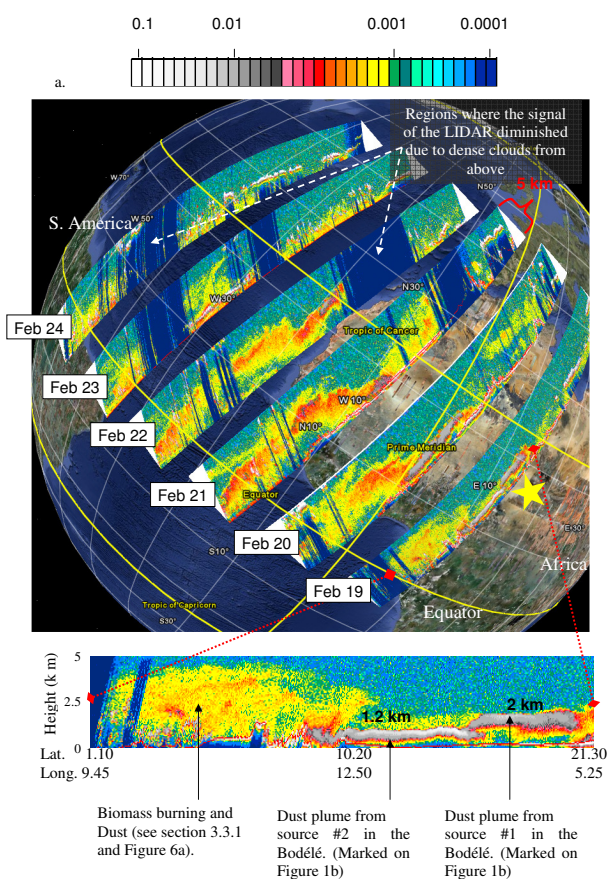 0.1 0.01 0.001 0.0001
a.
Regions where the signal
of the LIDAR diminished
due to dense clouds from
above
5 km
N50°
W 70°
W 50°
S. America
W 30°
N30°
Feb 24
Tropic of Cancer
Feb 23
W 10°
Feb 22
N10°
Prime Meridian
E 10°
Feb 21
Equator
E 30°
S10°
Feb 20
Africa
Feb 19
Tropic of Capricorn
Equator
S30°
Height (k m)
5
2.5
0
1.2 km
2 km
Lat. 1.10 10.20 21.30
Long. 9.45 12.50 5.25
Biomass burning and
Dust (see section 3.3.1
and Figure 6a).
Dust plume from
source #2 in the
Bodélé. (Marked on
Figure 1b)
Dust plume from
source #1 in the
Bodélé. (Marked on
Figure 1b)